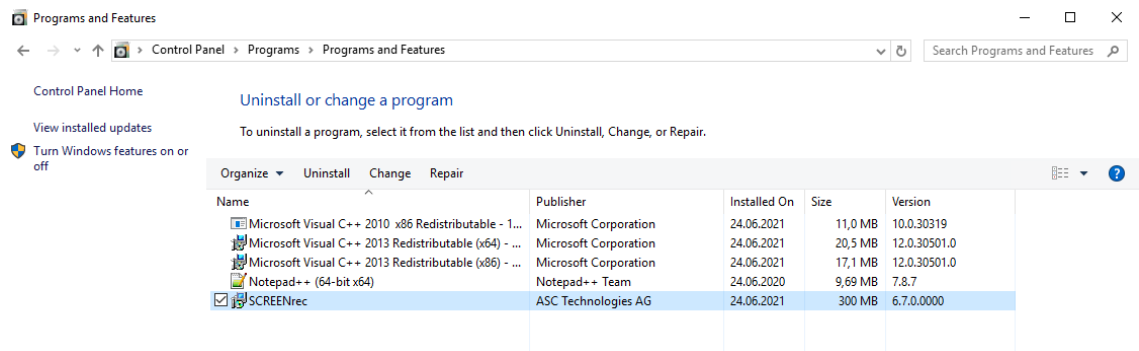 Programs and Features
Control Panel > Programs > Programs and Features
Search Programs and Features
Control Panel Home
View installed updates
Turn Windows features on or
off
Uninstall or change a program
To uninstall a program, select it from the list and then click Uninstall, Change, or Repair.
Organize Uninstall Change Repair
Name Publisher Installed On Size Version
Microsoft Visual C++ 2010 x86 Redistributable - 1... Microsoft Corporation 24.06.2021 11,0 MB 10.0.30319
Microsoft Visual C++ 2013 Redistributable (x64) - ... Microsoft Corporation 24.06.2021 20,5 MB 12.0.30501.0
Microsoft Visual C++ 2013 Redistributable (x86) - ... Microsoft Corporation 24.06.2021 17,1 MB 12.0.30501.0
Notepad++ (64-bit x64) Notepad++ Team 24.06.2020 9,69 MB 7.8.7
SCREENrec ASC Technologies AG 24.06.2021 300 MB 6.7.0.0000